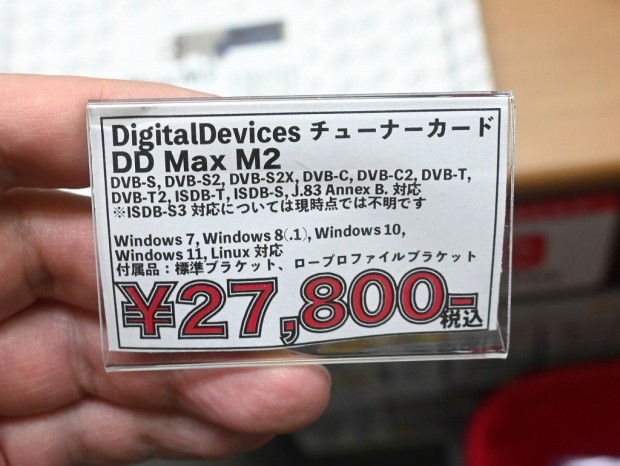 DigitalDevices チューナーカード
DD Max M2
DVB-S, DVB-S2, DVB-S2X, DVB-C, DVB-C2, DVB-T,
DVB-T2, ISDB-T, ISDB-S, J.83 Annex B. 対応
※ISDB-S3 対応については現時点では不明です
Windows 7, Windows 8(.1), Windows 10,
Windows 11, Linux 対応
付属品：標準ブラケット、ロープロファイルブラケット
¥27,800-
税込